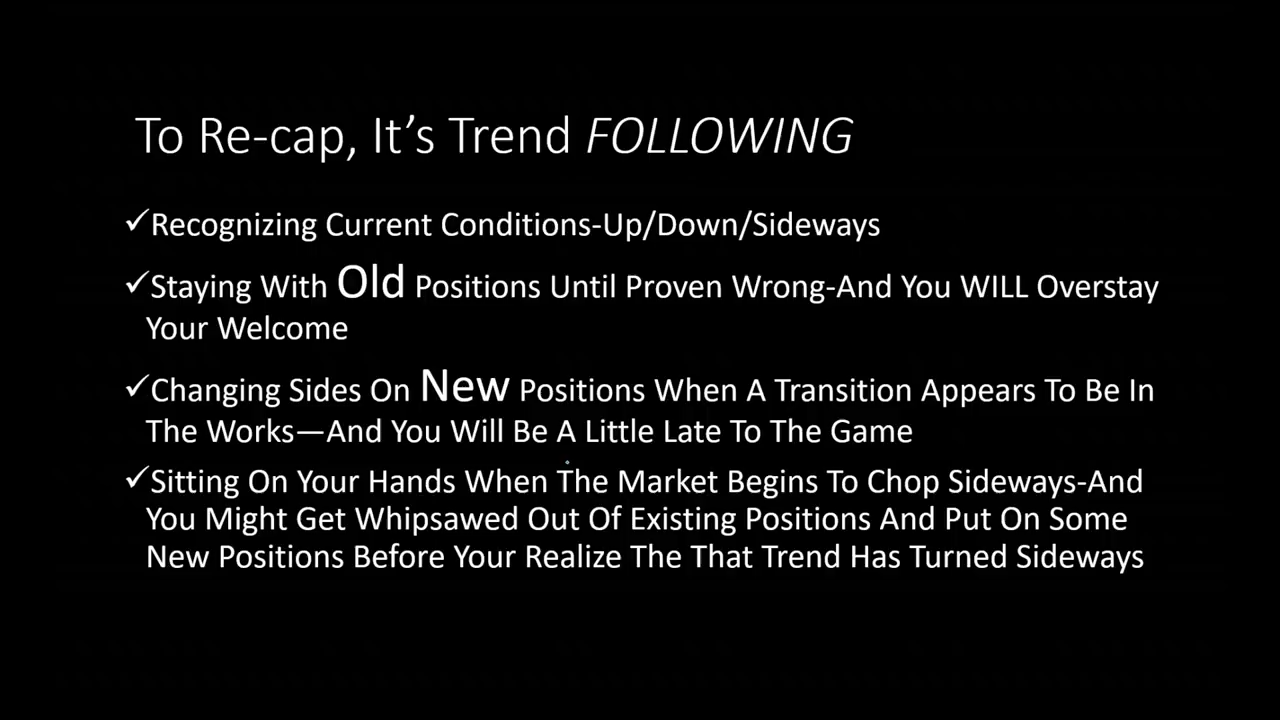 To Re-cap, It’s Trend FOLLOWING
✓Recognizing Current Conditions-Up/Down/Sideways
✓Staying With Old Positions Until Proven Wrong-And You WILL Overstay
Your Welcome
✓Changing Sides On New Positions When A Transition Appears To Be In
The Works—And You Will Be A Little Late To The Game
✓Sitting On Your Hands When The Market Begins To Chop Sideways-And
You Might Get Whipsawed Out Of Existing Positions And Put On Some
New Positions Before Your Realize The That Trend Has Turned Sideways